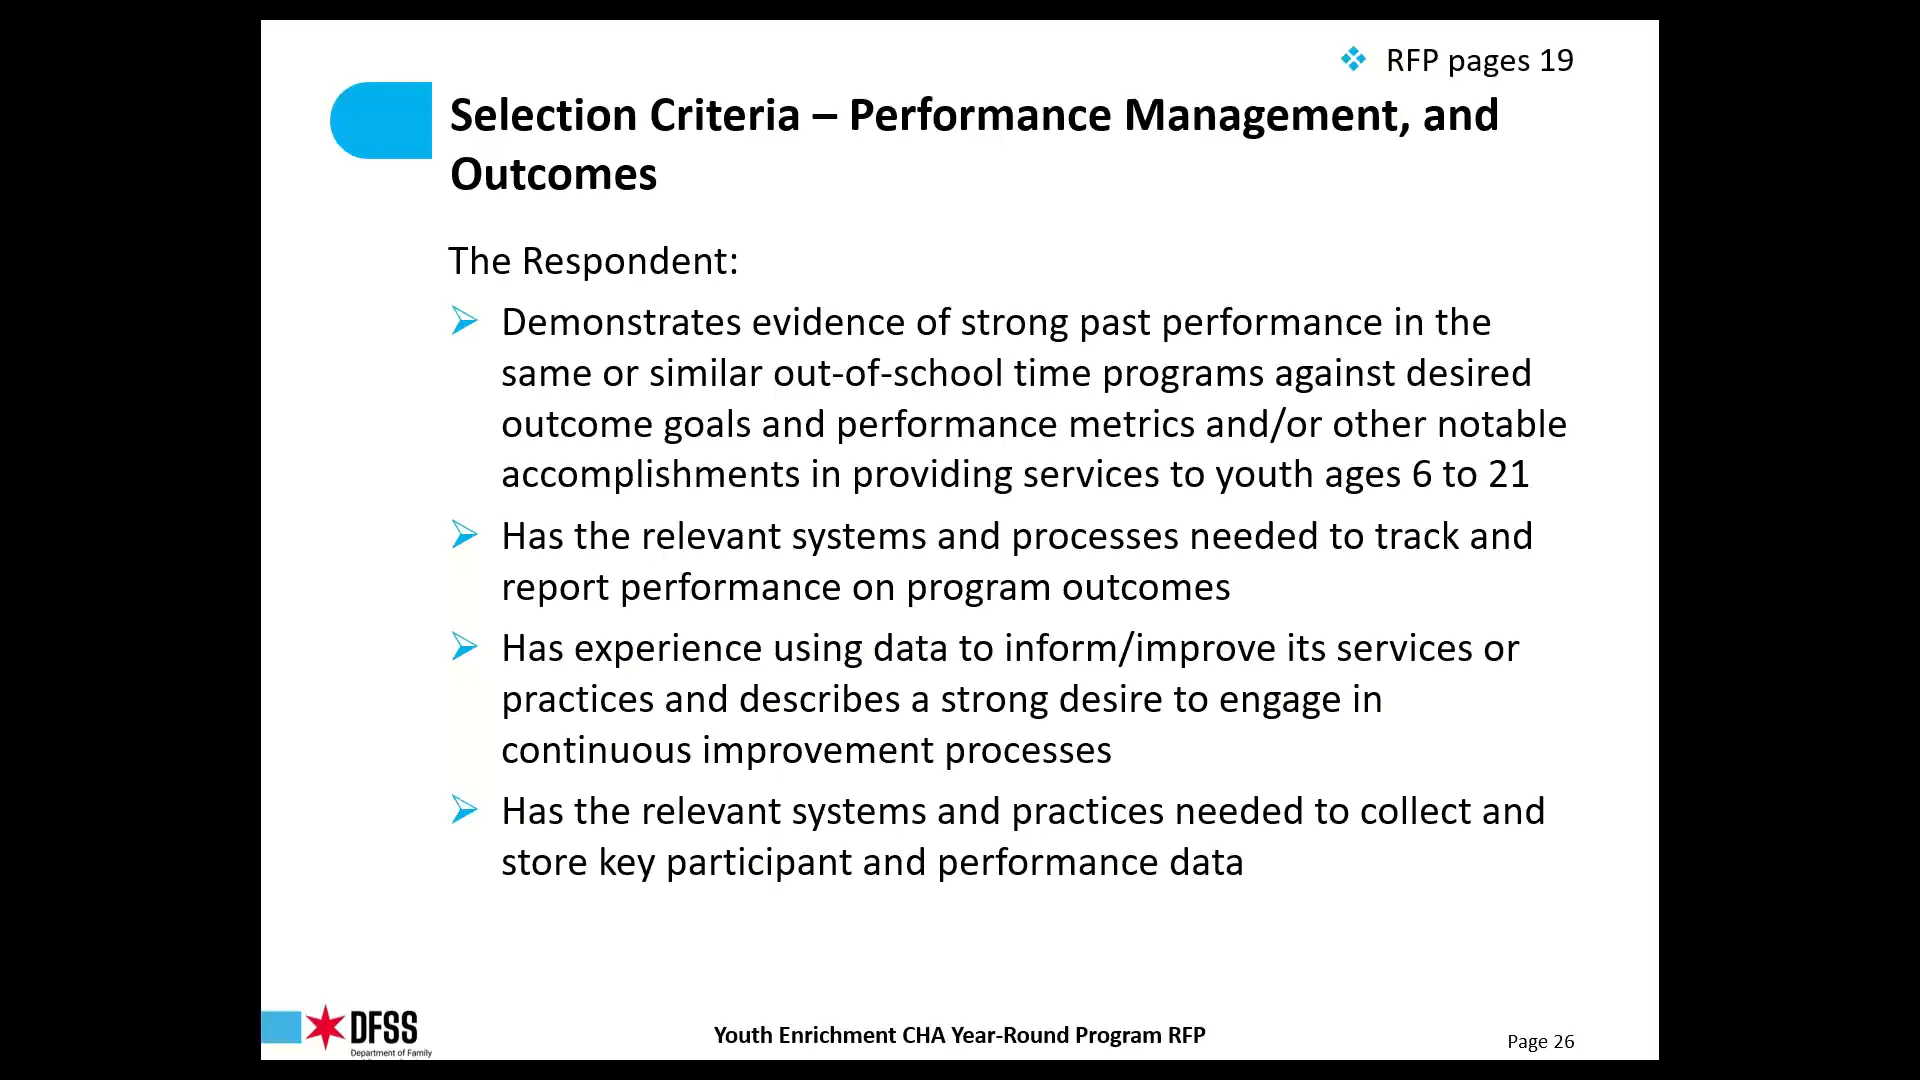 RFP pages 19
Selection Criteria – Performance Management, and
Outcomes
The Respondent:
Demonstrates evidence of strong past performance in the
same or similar out-of-school time programs against desired
outcome goals and performance metrics and/or other notable
accomplishments in providing services to youth ages 6 to 21
Has the relevant systems and processes needed to track and
report performance on program outcomes
Has experience using data to inform/improve its services or
practices and describes a strong desire to engage in
continuous improvement processes
Has the relevant systems and practices needed to collect and
store key participant and performance data
DFSS
Department of Family
Youth Enrichment CHA Year-Round Program RFP
Page 26